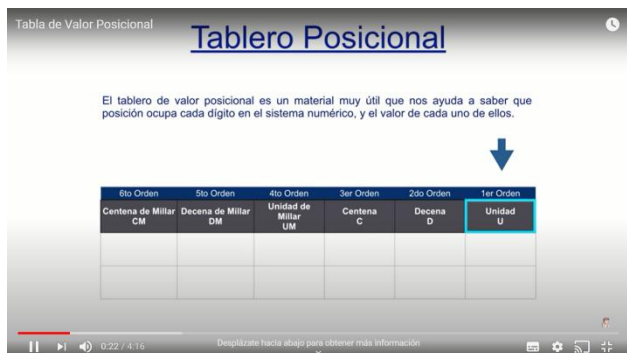 Tabla de Valor Posicional
Tablero Posicional
El tablero de valor posicional es un material muy útil que nos ayuda a saber que
posición ocupa cada dígito en el sistema numérico, y el valor de cada uno de ellos.
6to Orden 5to Orden 4to Orden 3er Orden 2do Orden 1er Orden
Centena de Millar Decena de Millar Unidad de Centena Decena Unidad
CM DM Millar C D U
UM
0:22 / 4:16 Desplázate hacia abajo para obtener más información